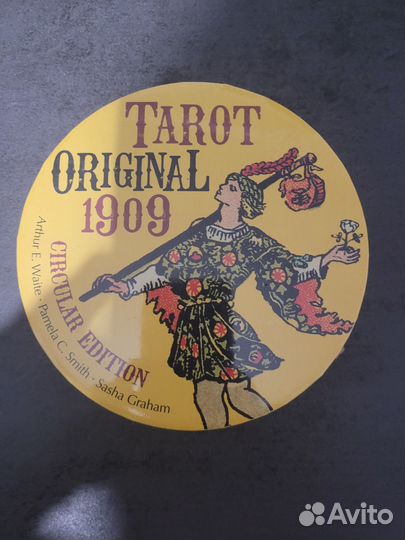 TAROT
ORIGINAL
1909
CIRCULAR EDITION
Arthur E. Waite · Pamela C. Smith · Sasha Graham
Avito